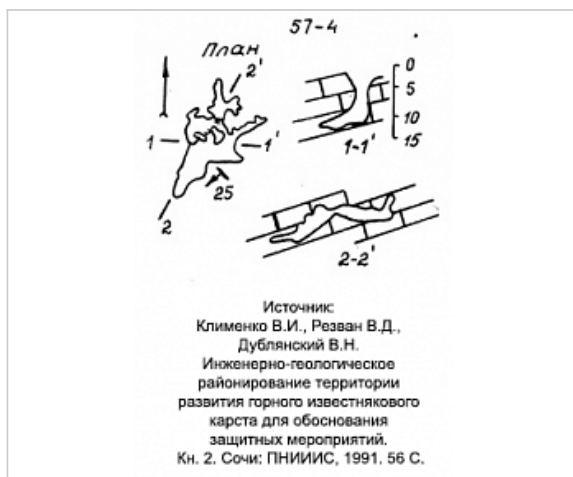 57-4
План
2'
0
5
10
15
1
1'
1-1'
25
2
2-2'
Источник:
Клименко В.И., Резван В.Д.,
Дублянский В.Н.
Инженерно-геологическое
районирование территории
развития горного известнякового
карста для обоснования
защитных мероприятий.
Кн. 2. Сочи: ПНИИИС, 1991. 56 С.